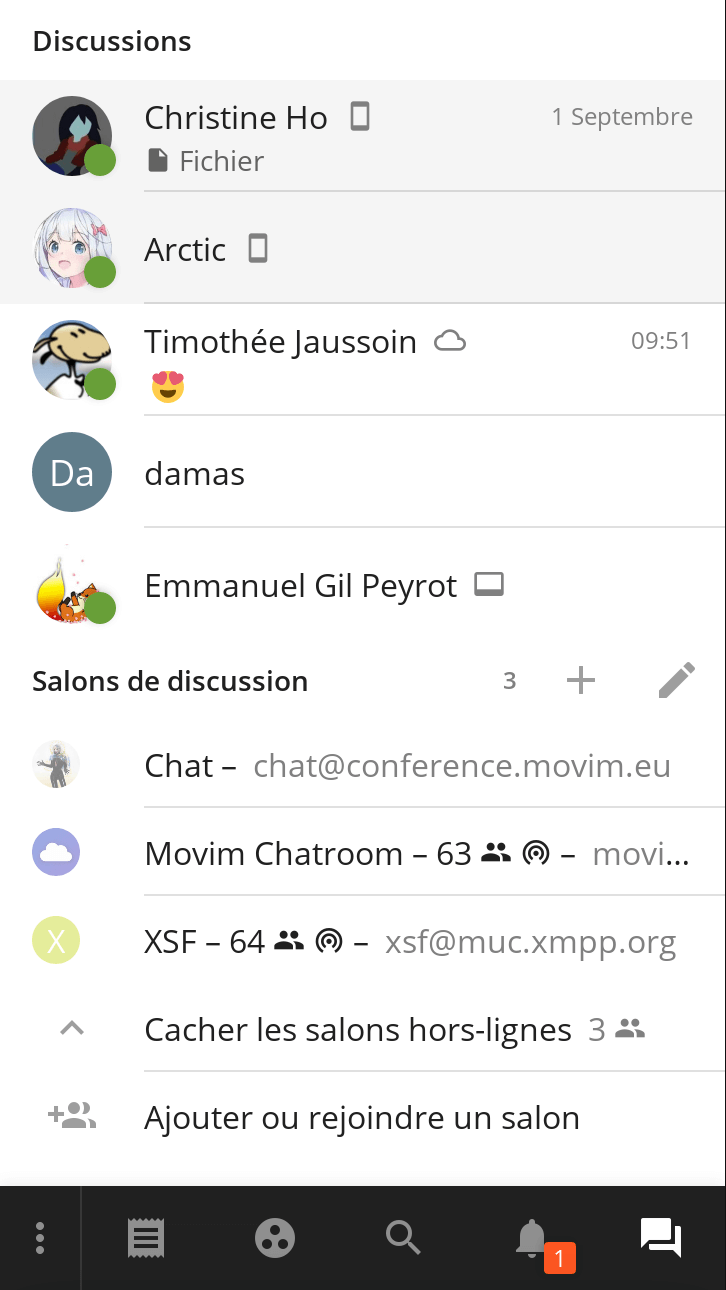 Discussions
Christine Ho
1 Septembre
Fichier
Arctic
Timothée Jaussoin
09:51
Da
damas
Emmanuel Gil Peyrot
Salons de discussion 3
Chat – chat@conference.movim.eu
Movim Chatroom – 63 – movi...
X
XSF – 64 – xsf@muc.xmpp.org
Cacher les salons hors-lignes 3
Ajouter ou rejoindre un salon
1